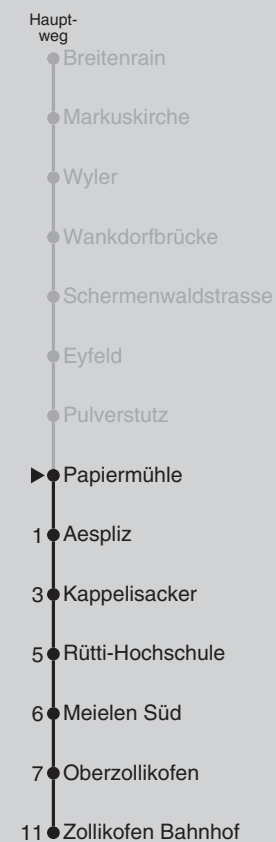 Haupt-
weg
Breitenrain
Markuskirche
Wyler
Wankdorfbrücke
Schermenwaldstrasse
Eyfeld
Pulverstutz
Papiermühle
1 Aespliz
3 Kappelisacker
5 Rütti-Hochschule
6 Meielen Süd
7 Oberzollikofen
11 Zollikofen Bahnhof